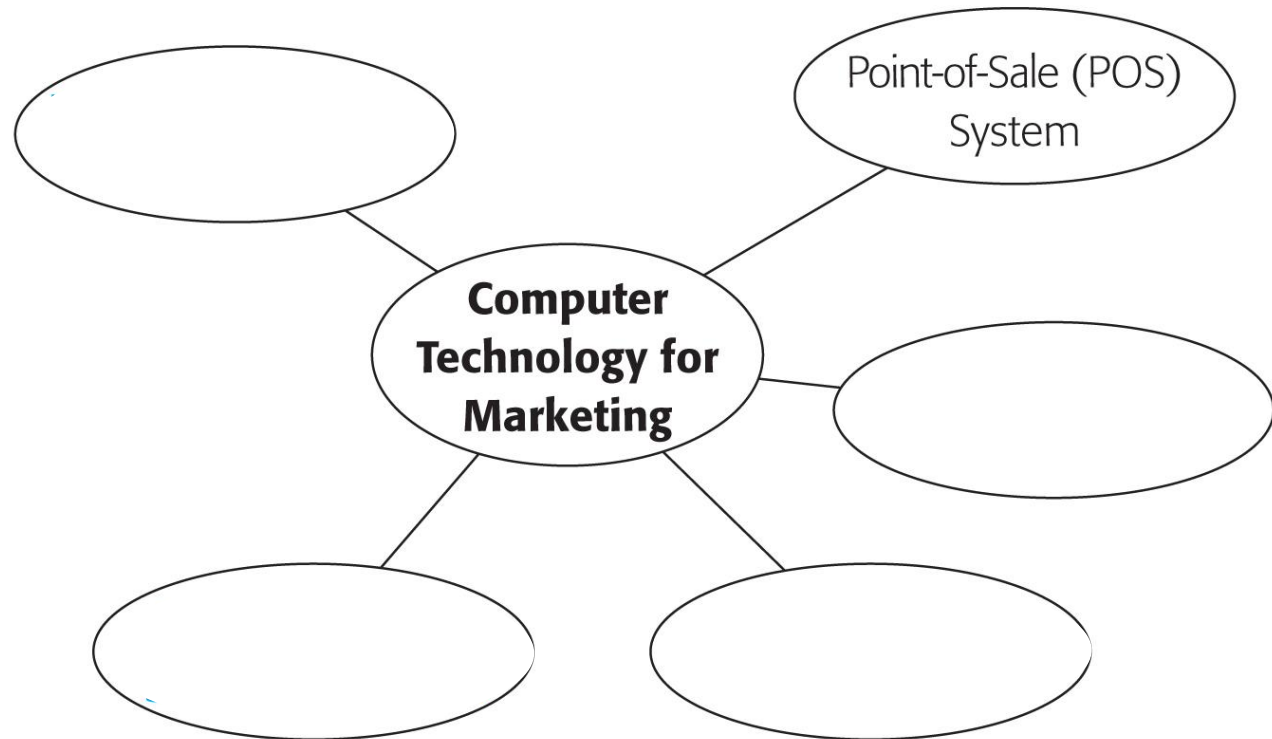 Point-of-Sale (POS)
System
Computer
Technology for
Marketing